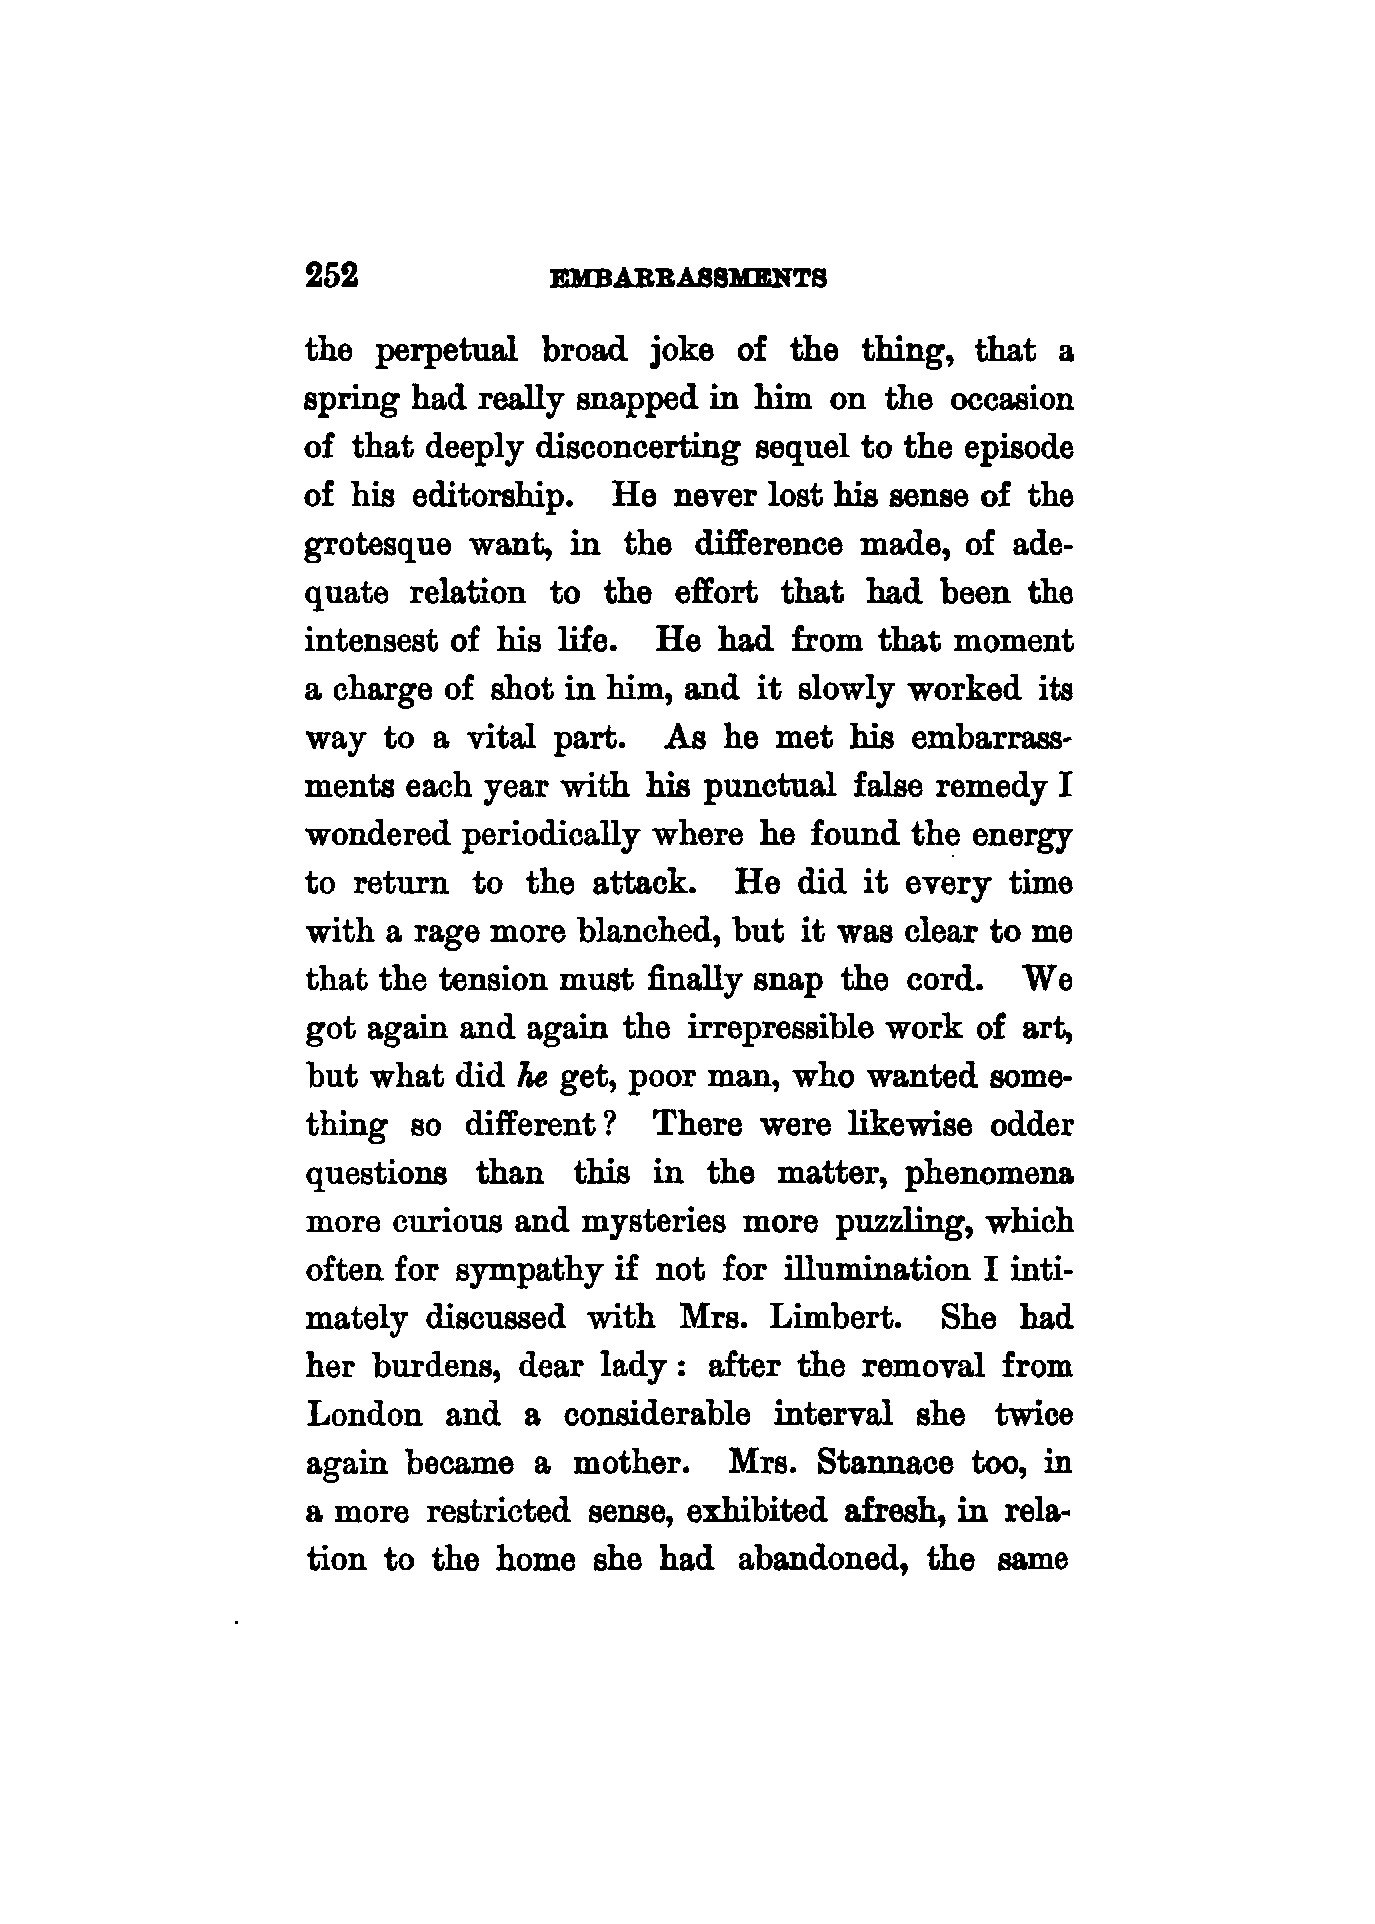 252 EMBARRASSMENTS
the perpetual broad joke of the thing, that a
spring had really snapped in him on the occasion
of that deeply disconcerting sequel to the episode
of his editorship. He never lost his sense of the
grotesque want, in the difference made, of ade-
quate relation to the effort that had been the
intensest of his life. He had from that moment
a charge of shot in him, and it slowly worked its
way to a vital part. As he met his embarrass-
ments each year with his punctual false remedy I
wondered periodically where he found the energy
to return to the attack. He did it every time
with a rage more blanched, but it was clear to me
that the tension must finally snap the cord. We
got again and again the irrepressible work of art,
but what did he get, poor man, who wanted some-
thing so different? There were likewise odder
questions than this in the matter, phenomena
more curious and mysteries more puzzling, which
often for sympathy if not for illumination I inti-
mately discussed with Mrs. Limbert. She had
her burdens, dear lady: after the removal from
London and a considerable interval she twice
again became a mother. Mrs. Stannace too, in
a more restricted sense, exhibited afresh, in rela-
tion to the home she had abandoned, the same